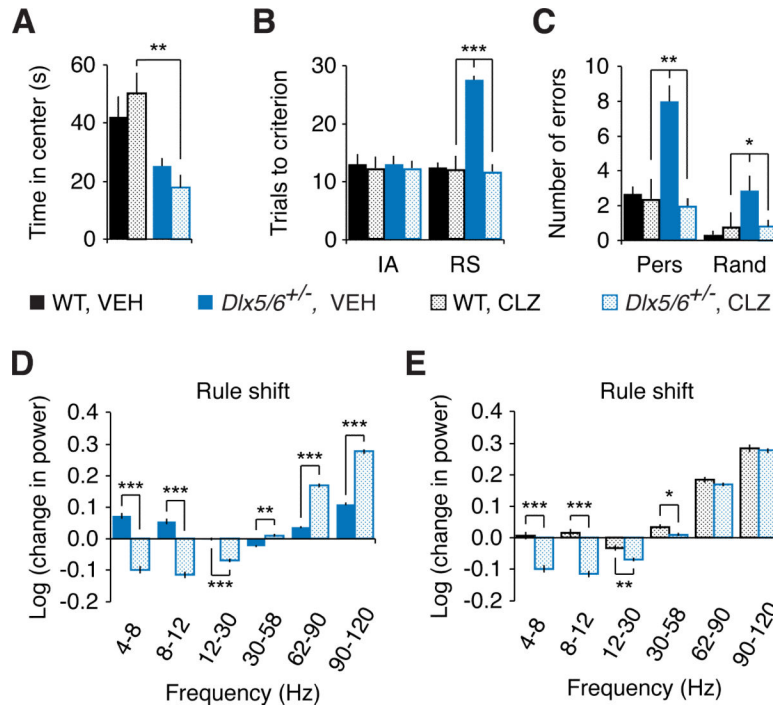 A
B
C
**
***
**
*
Time in center (s)
60
40
20
0
Trials to criterion
30
20
10
0
IA
RS
Number of errors
10
8
6
4
2
0
Pers
Rand
WT, VEH
Dlx5/6+/-, VEH
WT, CLZ
Dlx5/6+/-, CLZ
D
E
Rule shift
Rule shift
Log (change in power)
0.4
0.3
0.2
0.1
0.0
-0.1
0.2
***
***
***
**
***
***
4-8
8-12
12-30
30-58
62-90
90-120
Frequency (Hz)
Log (change in power)
0.4
0.3
0.2
0.1
0.0
-0.1
0.2
***
***
**
*
4-8
8-12
12-30
30-58
62-90
90-120
Frequency (Hz)